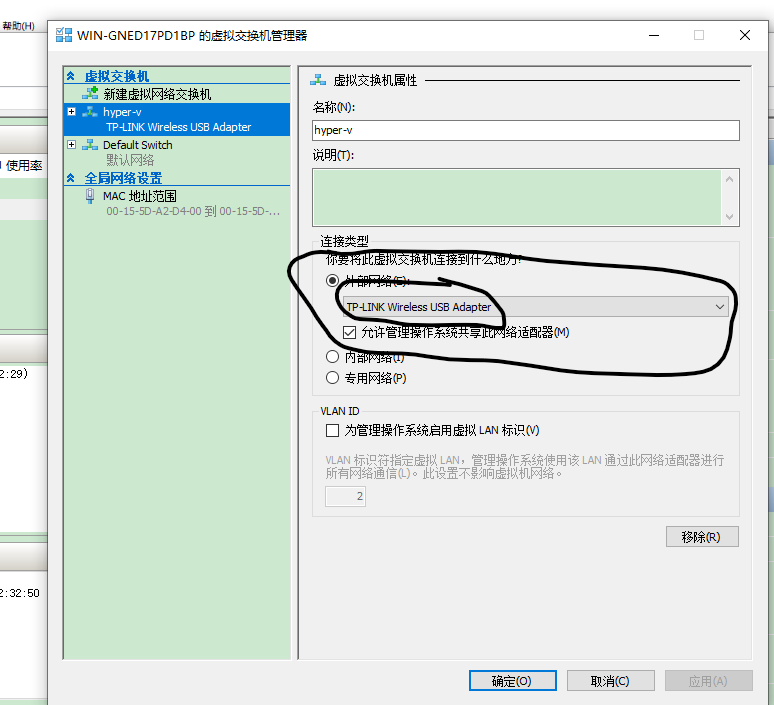 帮助(H)
WIN-GNED17PD1BP 的虚拟交换机管理器
虚拟交换机
新建虚拟网络交换机
hyper-v
TP-LINK Wireless USB Adapter
Default Switch
默认网络
全局网络设置
MAC 地址范围
00-15-5D-A2-D4-00 到 00-15-5D-...
使用率
2:29)
2:32:50
虚拟交换机属性
名称(N):
hyper-v
说明(T):
连接类型
你要将此虚拟交换机连接到什么地方?
外部网络(E):
TP-LINK Wireless USB Adapter
允许管理操作系统共享此网络适配器(M)
内部网络(I)
专用网络(P)
VLAN ID
为管理操作系统启用虚拟 LAN 标识(V)
VLAN 标识符指定虚拟 LAN，管理操作系统使用该 LAN 通过此网络适配器进行
所有网络通信(L)。此设置不影响虚拟机网络。
2
移除(R)
确定(O)
取消(C)
应用(A)